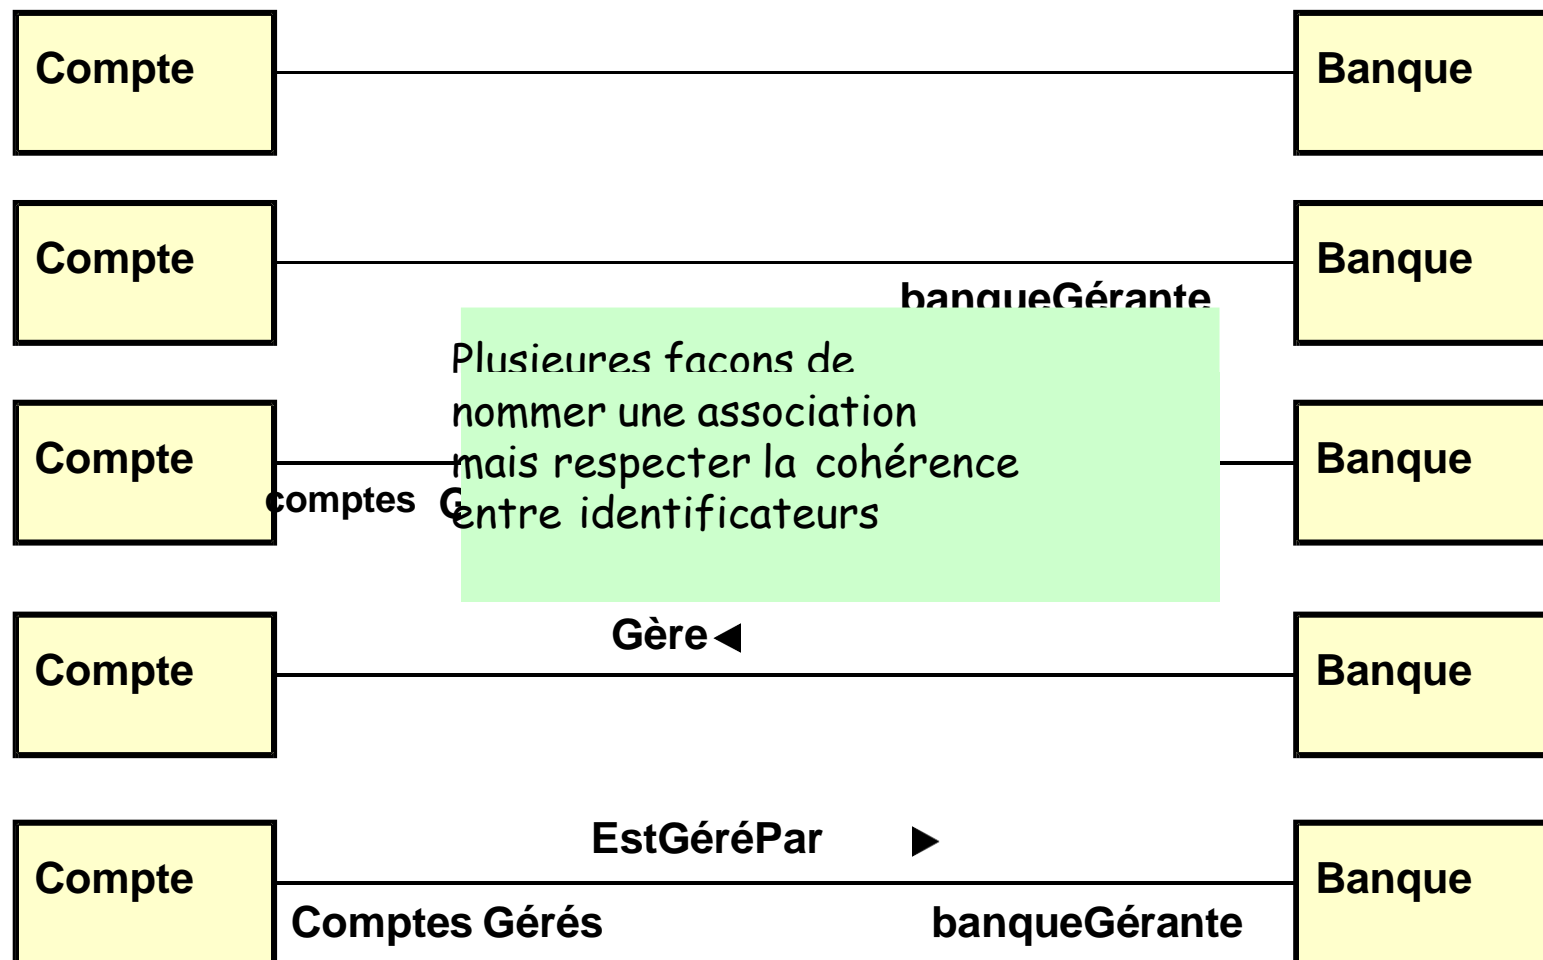 Compte Banque
Compte Banque
banqueGérante
Plusieures façons de
nommer une association
Compte mais respecter la cohérence Banque
comptes
entre identificateurs
Gère
Compte Banque
EstGéréPar
Compte Banque
Comptes Gérés banqueGérante